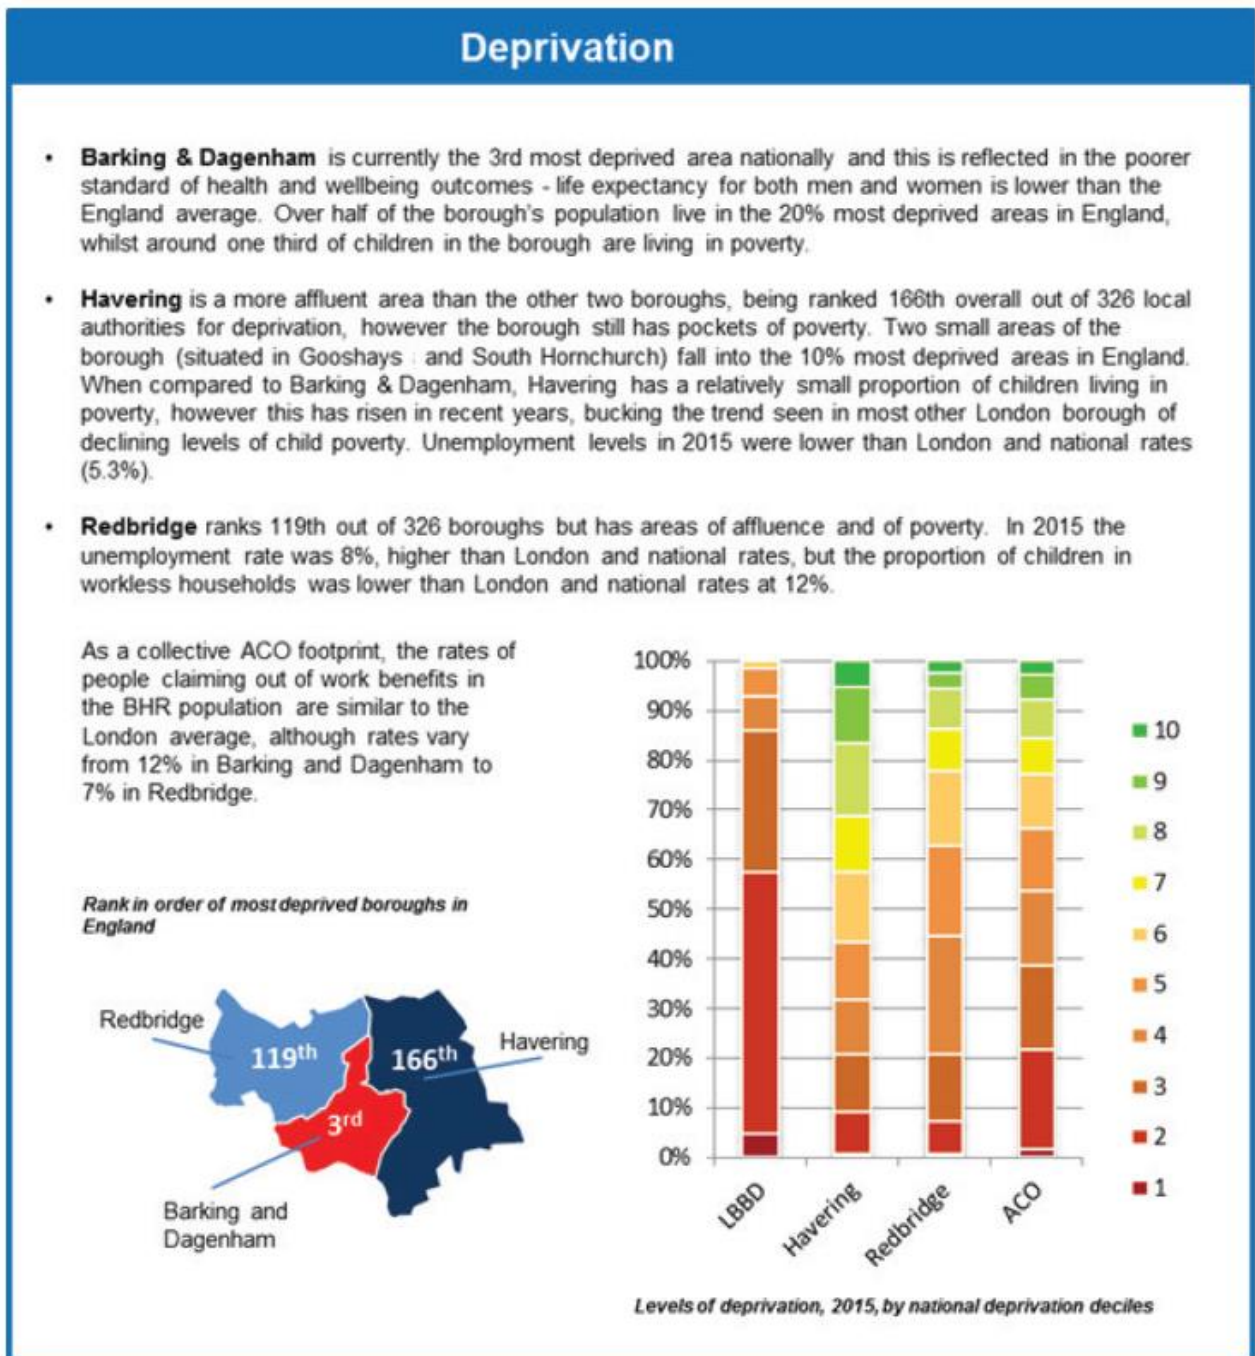 Deprivation
• Barking & Dagenham is currently the 3rd most deprived area nationally and this is reflected in the poorer
standard of health and wellbeing outcomes - life expectancy for both men and women is lower than the
England average. Over half of the borough's population live in the 20% most deprived areas in England,
whilst around one third of children in the borough are living in poverty.
• Havering is a more affluent area than the other two boroughs, being ranked 166th overall out of 326 local
authorities for deprivation, however the borough still has pockets of poverty. Two small areas of the
borough (situated in Gooshays and South Hornchurch) fall into the 10% most deprived areas in England.
When compared to Barking & Dagenham, Havering has a relatively small proportion of children living in
poverty, however this has risen in recent years, bucking the trend seen in most other London borough of
declining levels of child poverty. Unemployment levels in 2015 were lower than London and national rates
(5.3%).
• Redbridge ranks 119th out of 326 boroughs but has areas of affluence and of poverty. In 2015 the
unemployment rate was 8%, higher than London and national rates, but the proportion of children in
workless households was lower than London and national rates at 12%.
As a collective ACO footprint, the rates of
people claiming out of work benefits in
the BHR population are similar to the
London average, although rates vary
from 12% in Barking and Dagenham to
7% in Redbridge.
Rank in order of most deprived boroughs in
England
Redbridge
119th
166th
Havering
3rd
Barking and
Dagenham
100%
90%
80%
70%
60%
50%
40%
30%
20%
10%
0%
LBBD
Havering
Redbridge
ACO
10
9
8
7
6
5
4
3
2
1
Levels of deprivation, 2015, by national deprivation deciles